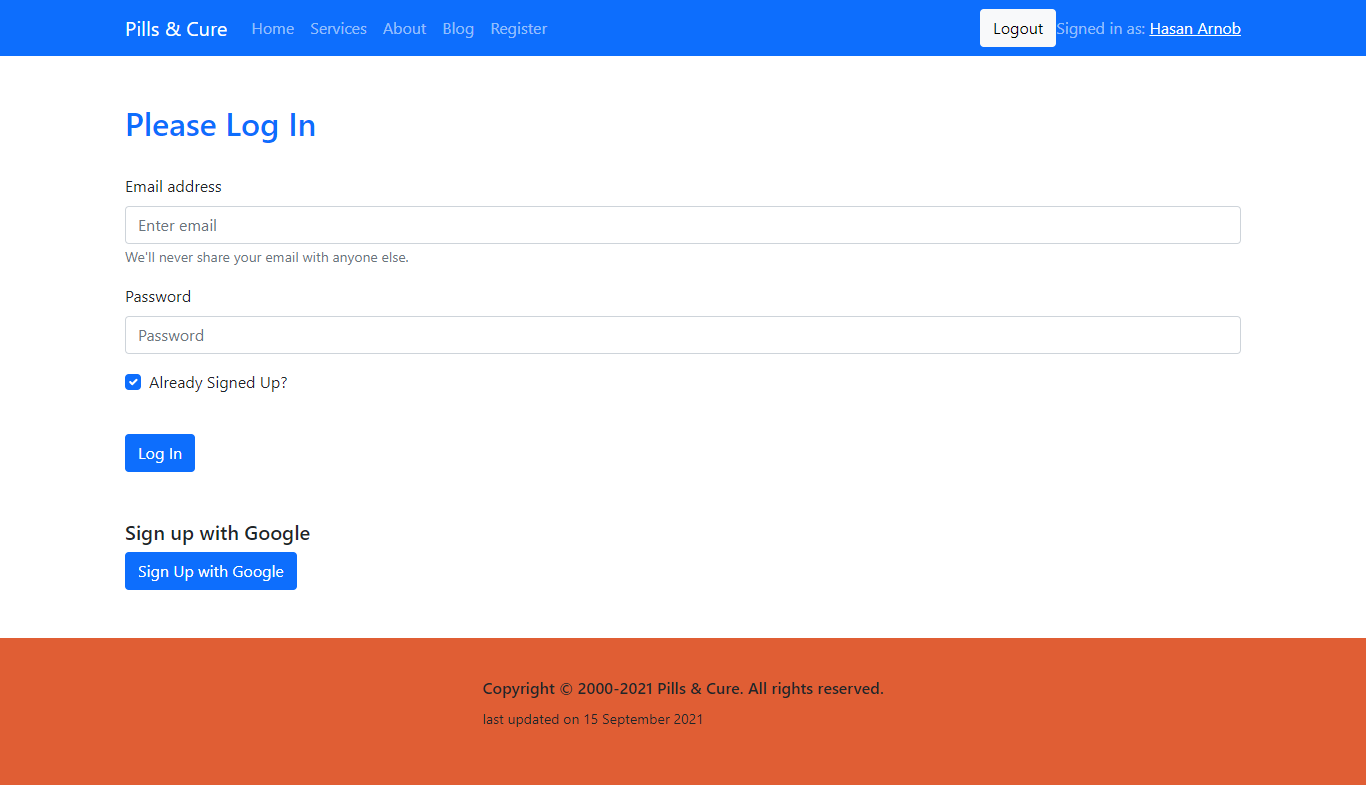 Pills & Cure Home Services About Blog Register Logout Signed in as: Hasan Arnob
Please Log In
Email address
Enter email
We'll never share your email with anyone else.
Password
Password
Already Signed Up?
Log In
Sign up with Google
Sign Up with Google
Copyright © 2000-2021 Pills & Cure. All rights reserved.
last updated on 15 September 2021